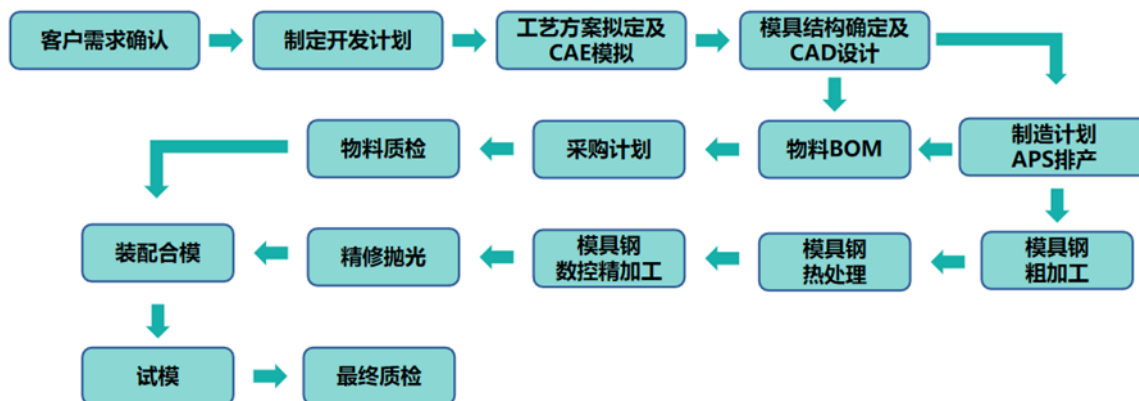 客户需求确认
制定开发计划
工艺方案拟定及
CAE模拟
模具结构确定及
CAD设计
物料质检
采购计划
物料BOM
制造计划
APS排产
装配合模
精修抛光
模具钢
数控精加工
模具钢
热处理
模具钢
粗加工
试模
最终质检